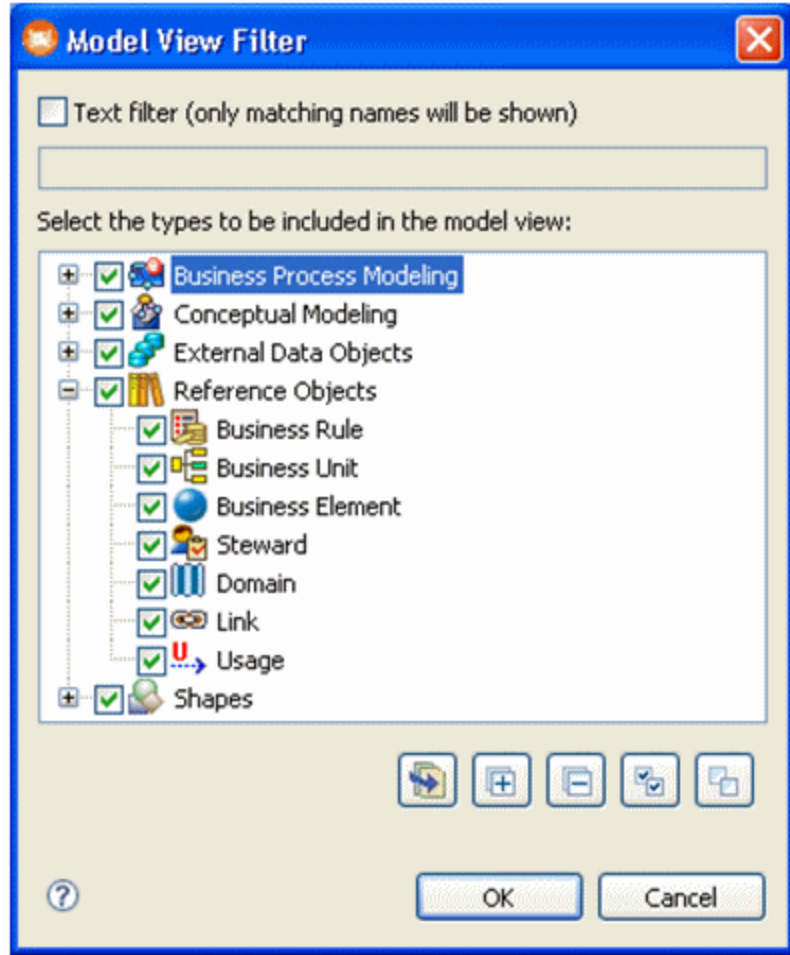 Model View Filter
Text filter (only matching names will be shown)
Select the types to be included in the model view:
Business Process Modeling
Conceptual Modeling
External Data Objects
Reference Objects
Business Rule
Business Unit
Business Element
Steward
Domain
Link
U Usage
Shapes
? OK Cancel